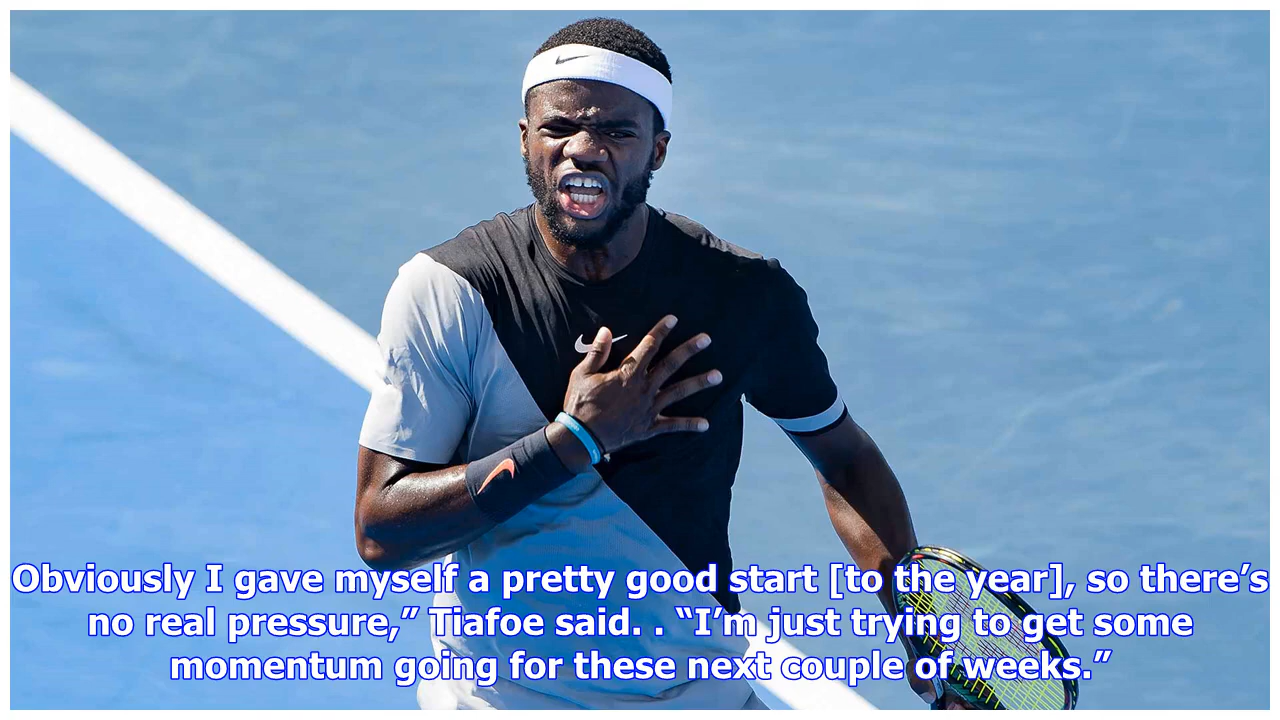 Obviously I gave myself a pretty good start [to the year], so there’s
no real pressure,” Tiafoe said. . “I’m just trying to get some
momentum going for these next couple of weeks.”